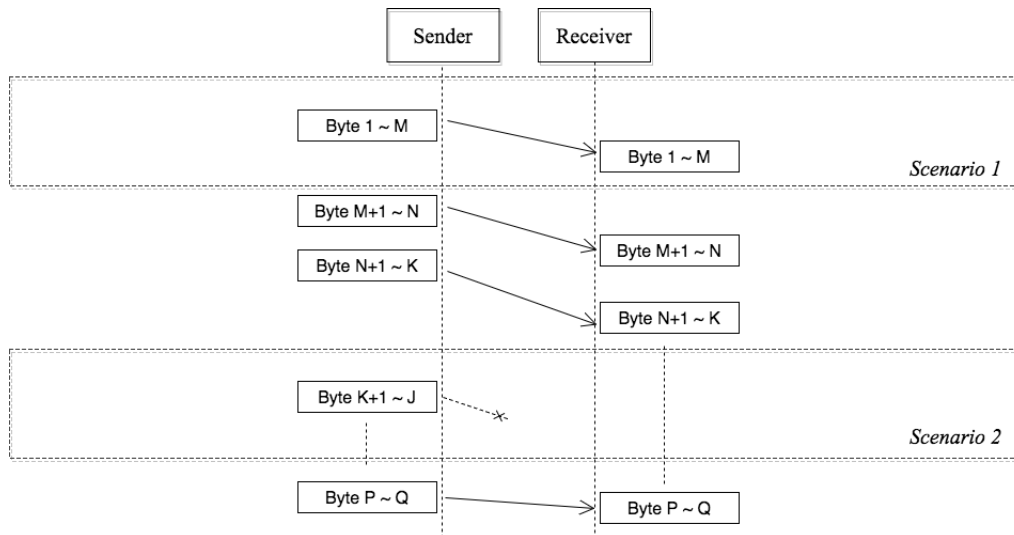 Sender
Receiver
Byte 1 ~ M
Byte 1 ~ M
Scenario 1
Byte M+1 ~ N
Byte M+1 ~ N
Byte N+1 ~ K
Byte N+1 ~ K
Byte K+1 ~ J
Scenario 2
Byte P ~ Q
Byte P ~ Q